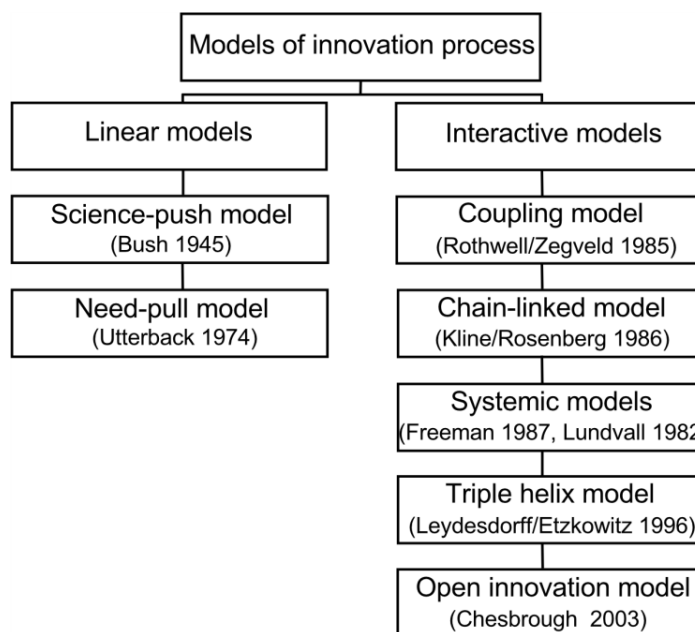 Models of innovation process
Linear models
Science-push model
(Bush 1945)
Need-pull model
(Utterback 1974)
Interactive models
Coupling model
(Rothwell/Zegveld 1985)
Chain-linked model
(Kline/Rosenberg 1986)
Systemic models
(Freeman 1987, Lundvall 1982
Triple helix model
(Leydesdorff/Etzkowitz 1996)
Open innovation model
(Chesbrough 2003)